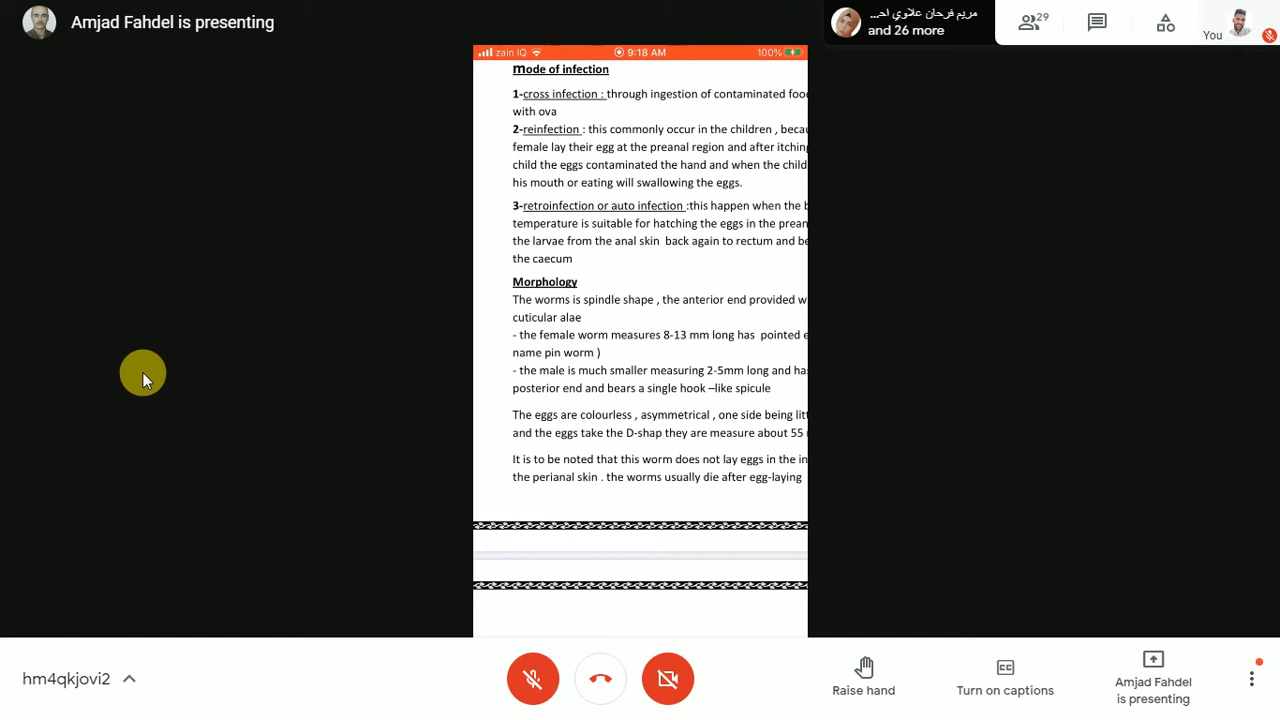 Amjad Fahdel is presenting
مريم فرحان علاوي احـ...
and 26 more
29
You
zain IQ
9:18 AM
100%
mode of infection
1-cross infection : through ingestion of contaminated food
with ova
2-reinfection : this commonly occur in the children , becau
female lay their egg at the preanal region and after itching
child the eggs contaminated the hand and when the child
his mouth or eating will swallowing the eggs.
3-retroinfection or auto infection :this happen when the b
temperature is suitable for hatching the eggs in the prean
the larvae from the anal skin back again to rectum and be
the caecum
Morphology
The worms is spindle shape , the anterior end provided w
cuticular alae
- the female worm measures 8-13 mm long has pointed e
name pin worm )
- the male is much smaller measuring 2-5mm long and has
posterior end and bears a single hook –like spicule
The eggs are colourless , asymmetrical , one side being litt
and the eggs take the D-shap they are measure about 55
It is to be noted that this worm does not lay eggs in the in
the perianal skin . the worms usually die after egg-laying
hm4qkjovi2
Raise hand
Turn on captions
Amjad Fahdel
is presenting